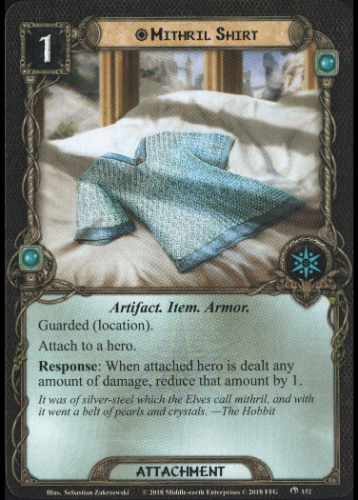 1
Mithril Shirt
Artifact. Item. Armor.
Guarded (location).
Attach to a hero.
Response: When attached hero is dealt any
amount of damage, reduce that amount by 1.
It was of silver-steel which the Elves call mithril, and with
it went a belt of pearls and crystals. —The Hobbit
ATTACHMENT
Illus. Sebastian Zakrzewski
© 2018 Middle-earth Enterprises © 2018 FFG
152